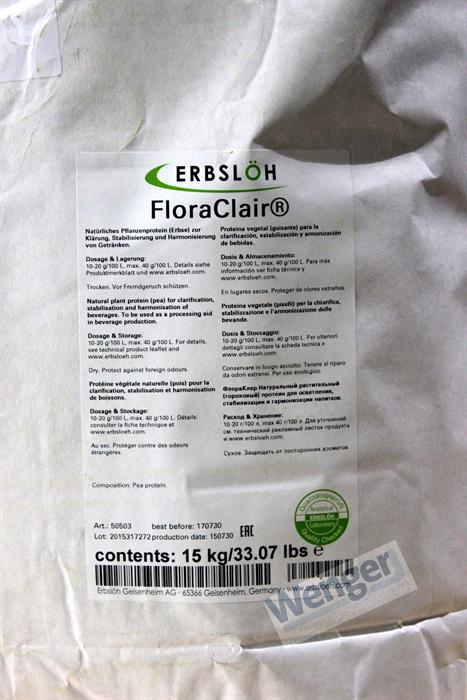 ERBSLÖH
FloraClair®
Natürliches Pflanzenprotein (Erbse) zur
Klärung, Stabilisierung und Harmonisierung
von Getränken.
Dosage & Lagerung:
10-20 g/100 L, max. 40 g/100 L. Details siehe
Produktmerkblatt und www.erbsloeh.com.
Trocken. Vor Fremdgeruch schützen.
Natural plant protein (pea) for clarification,
stabilisation and harmonisation of
beverages. To be used as a processing aid
in beverage production.
Dosage & Storage:
10-20 g/100 L, max. 40 g/100 L. For details,
see technical product leaflet and
www.erbsloeh.com.
Dry. Protect against foreign odours.
Protéine végétale naturelle (pois) pour la
clarification, stabilisation et harmonisation
de boissons.
Dosage & Stockage:
10-20 g/100 L, max. 40 g/100 L. Détails:
consulter la fiche technique et
www.erbsloeh.com.
Au sec. Protéger contre des odeurs
étrangères.
Proteina vegetal (guisante) para la
clarificación, estabilización y armonización
de bebidas.
Dosis & Almacenamiento:
10-20 g/100 L, max. 40 g/100 L. Para más
información ver ficha técnica y
www.erbsloeh.com.
En lugares secos. Proteger de olores extraños.
Proteina vegetale (piselli) per la chiarifica,
stabilizzazione e l'armonizzazione delle
bevande.
Dosis & Stoccaggio:
10-20 g/100 L, max. 40 g/100 L. Per ulteriori
dettagli consultare la scheda tecnica e
www.erbsloeh.com.
Conservare in luogo asciutto. Tenere al riparo
da odori estranei. Per uso enologico.
ФлораКлер Натуральный растительный
(гороховый) протеин для осветления,
стабилизации и гармонизации напитков.
Расход & Хранение:
10-20 г/100 л, макс 40 г/100 л. Для уточнений
см. технический рекламный листок продукта
и www.erbsloeh.com.
Сухое. Защищать от посторонних ароматов.
Composition: Pea protein.
Qualitätsgeprüft
Analytical
ERBSLÖH
Laboratory
Quality Checked
Art.: 50503 best before: 170730
Lot: 2015317272 production date: 150730 EAC
contents: 15 kg/33.07 lbs e
Erbslöh Geisenheim AG · 65366 Geisenheim, Germany · www.erbsloeh.com
Wenger